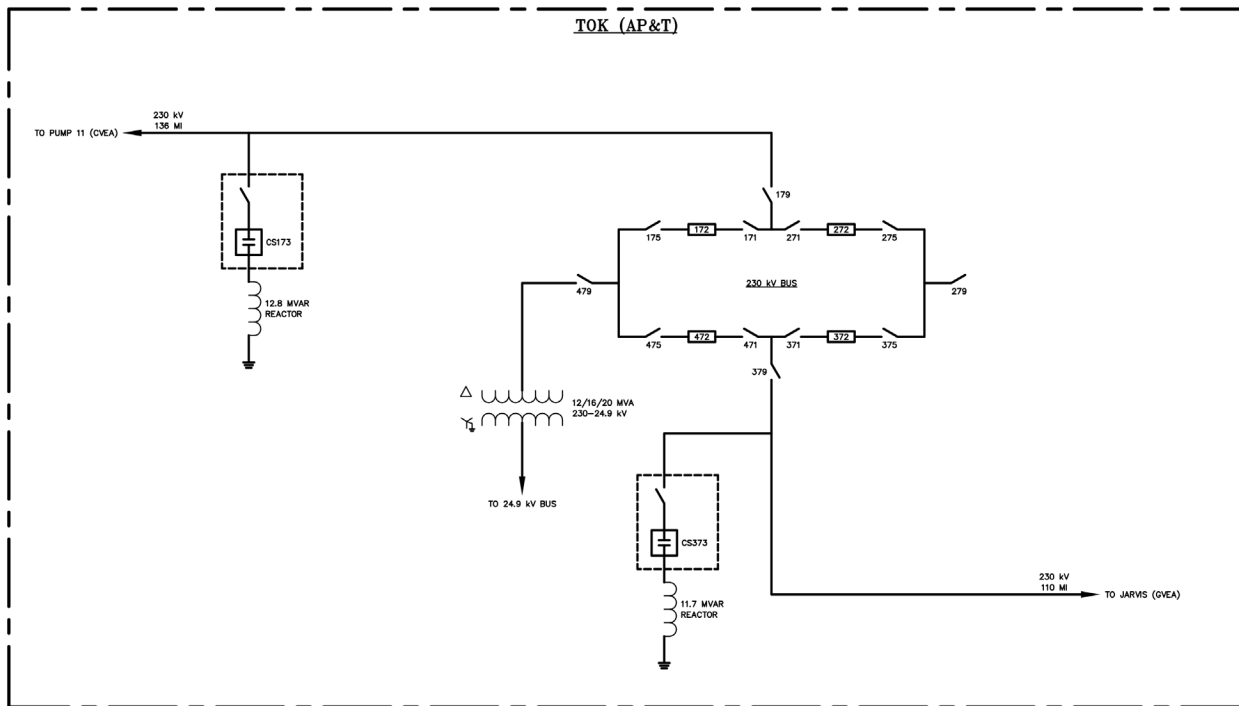 TOK (AP&T)
230 kV
136 MI
TO PUMP 11 (CVEA)
179
CS173
175
172
171
271
272
275
12.8 MVAR
REACTOR
479
230 kV BUS
279
475
472
471
371
372
375
379
12/16/20 MVA
230-24.9 kV
TO 24.9 kV BUS
CS373
11.7 MVAR
REACTOR
230 kV
110 MI
TO JARVIS (GVEA)